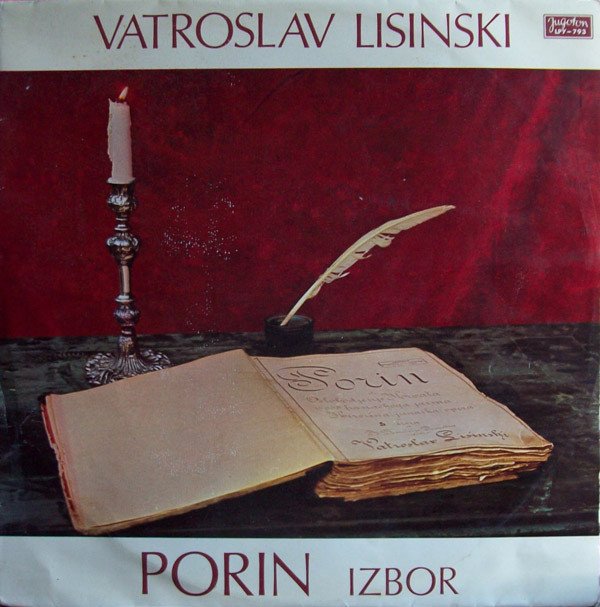 VATROSLAV LISINSKI
Jugoton
LPY-793
Porin
Vatroslav Lisinski
PORIN IZBOR